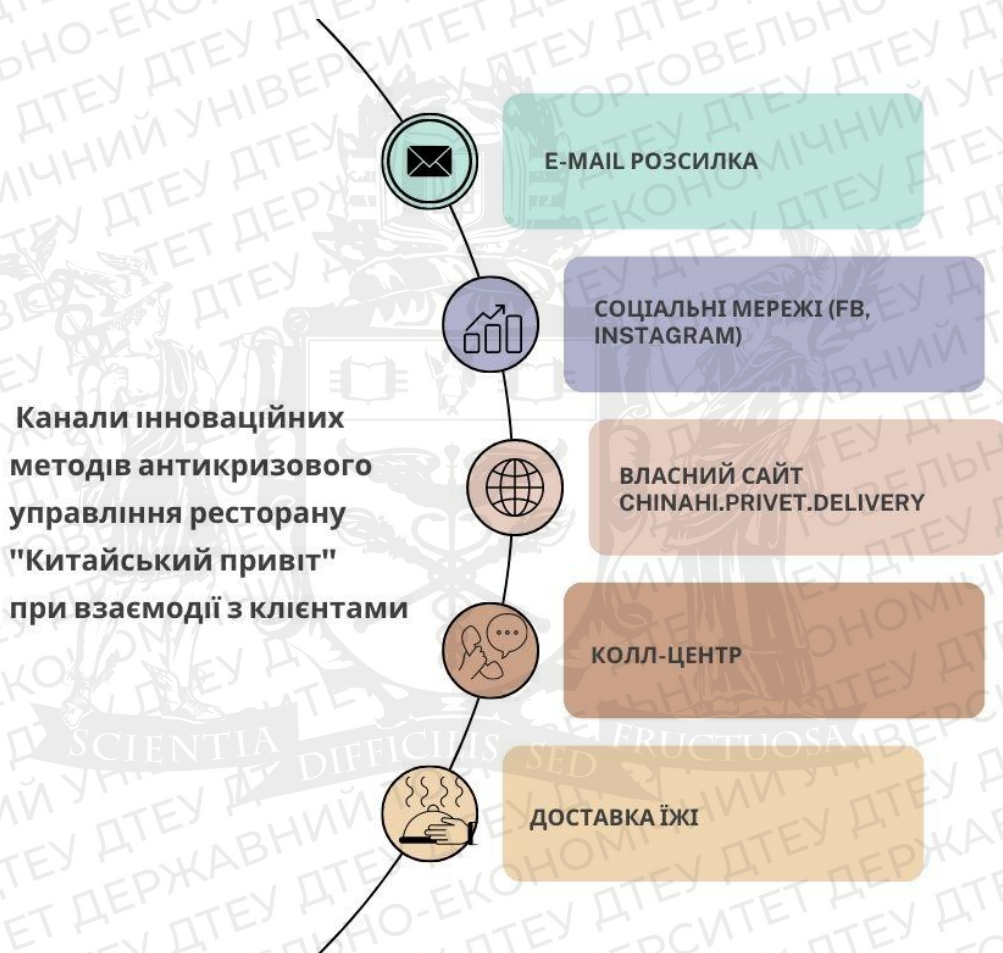 Канали інноваційних
методів антикризового
управління ресторану
"Китайський привіт"
при взаємодії з клієнтами
E-MAIL РОЗСИЛКА
СОЦІАЛЬНІ МЕРЕЖІ (FB,
INSTAGRAM)
ВЛАСНИЙ САЙТ
CHINAHI.PRIVET.DELIVERY
КОЛЛ-ЦЕНТР
ДОСТАВКА ЇЖІ
SCIENTIA DIFFICILIS SED FRUCTUOSA